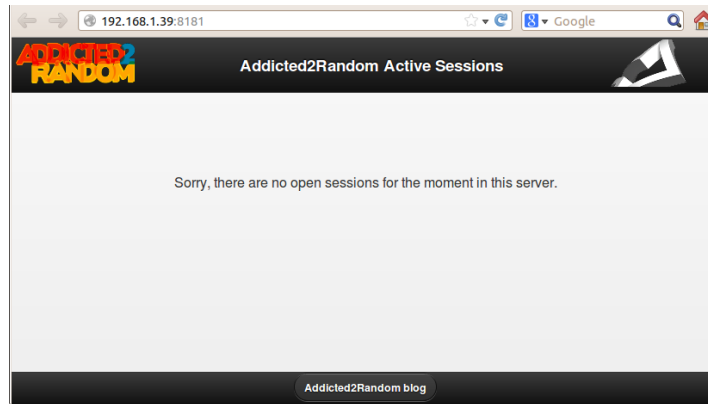 192.168.1.39:8181
Google
ADDICTED2
RANDOM
Addicted2Random Active Sessions
Sorry, there are no open sessions for the moment in this server.
Addicted2Random blog